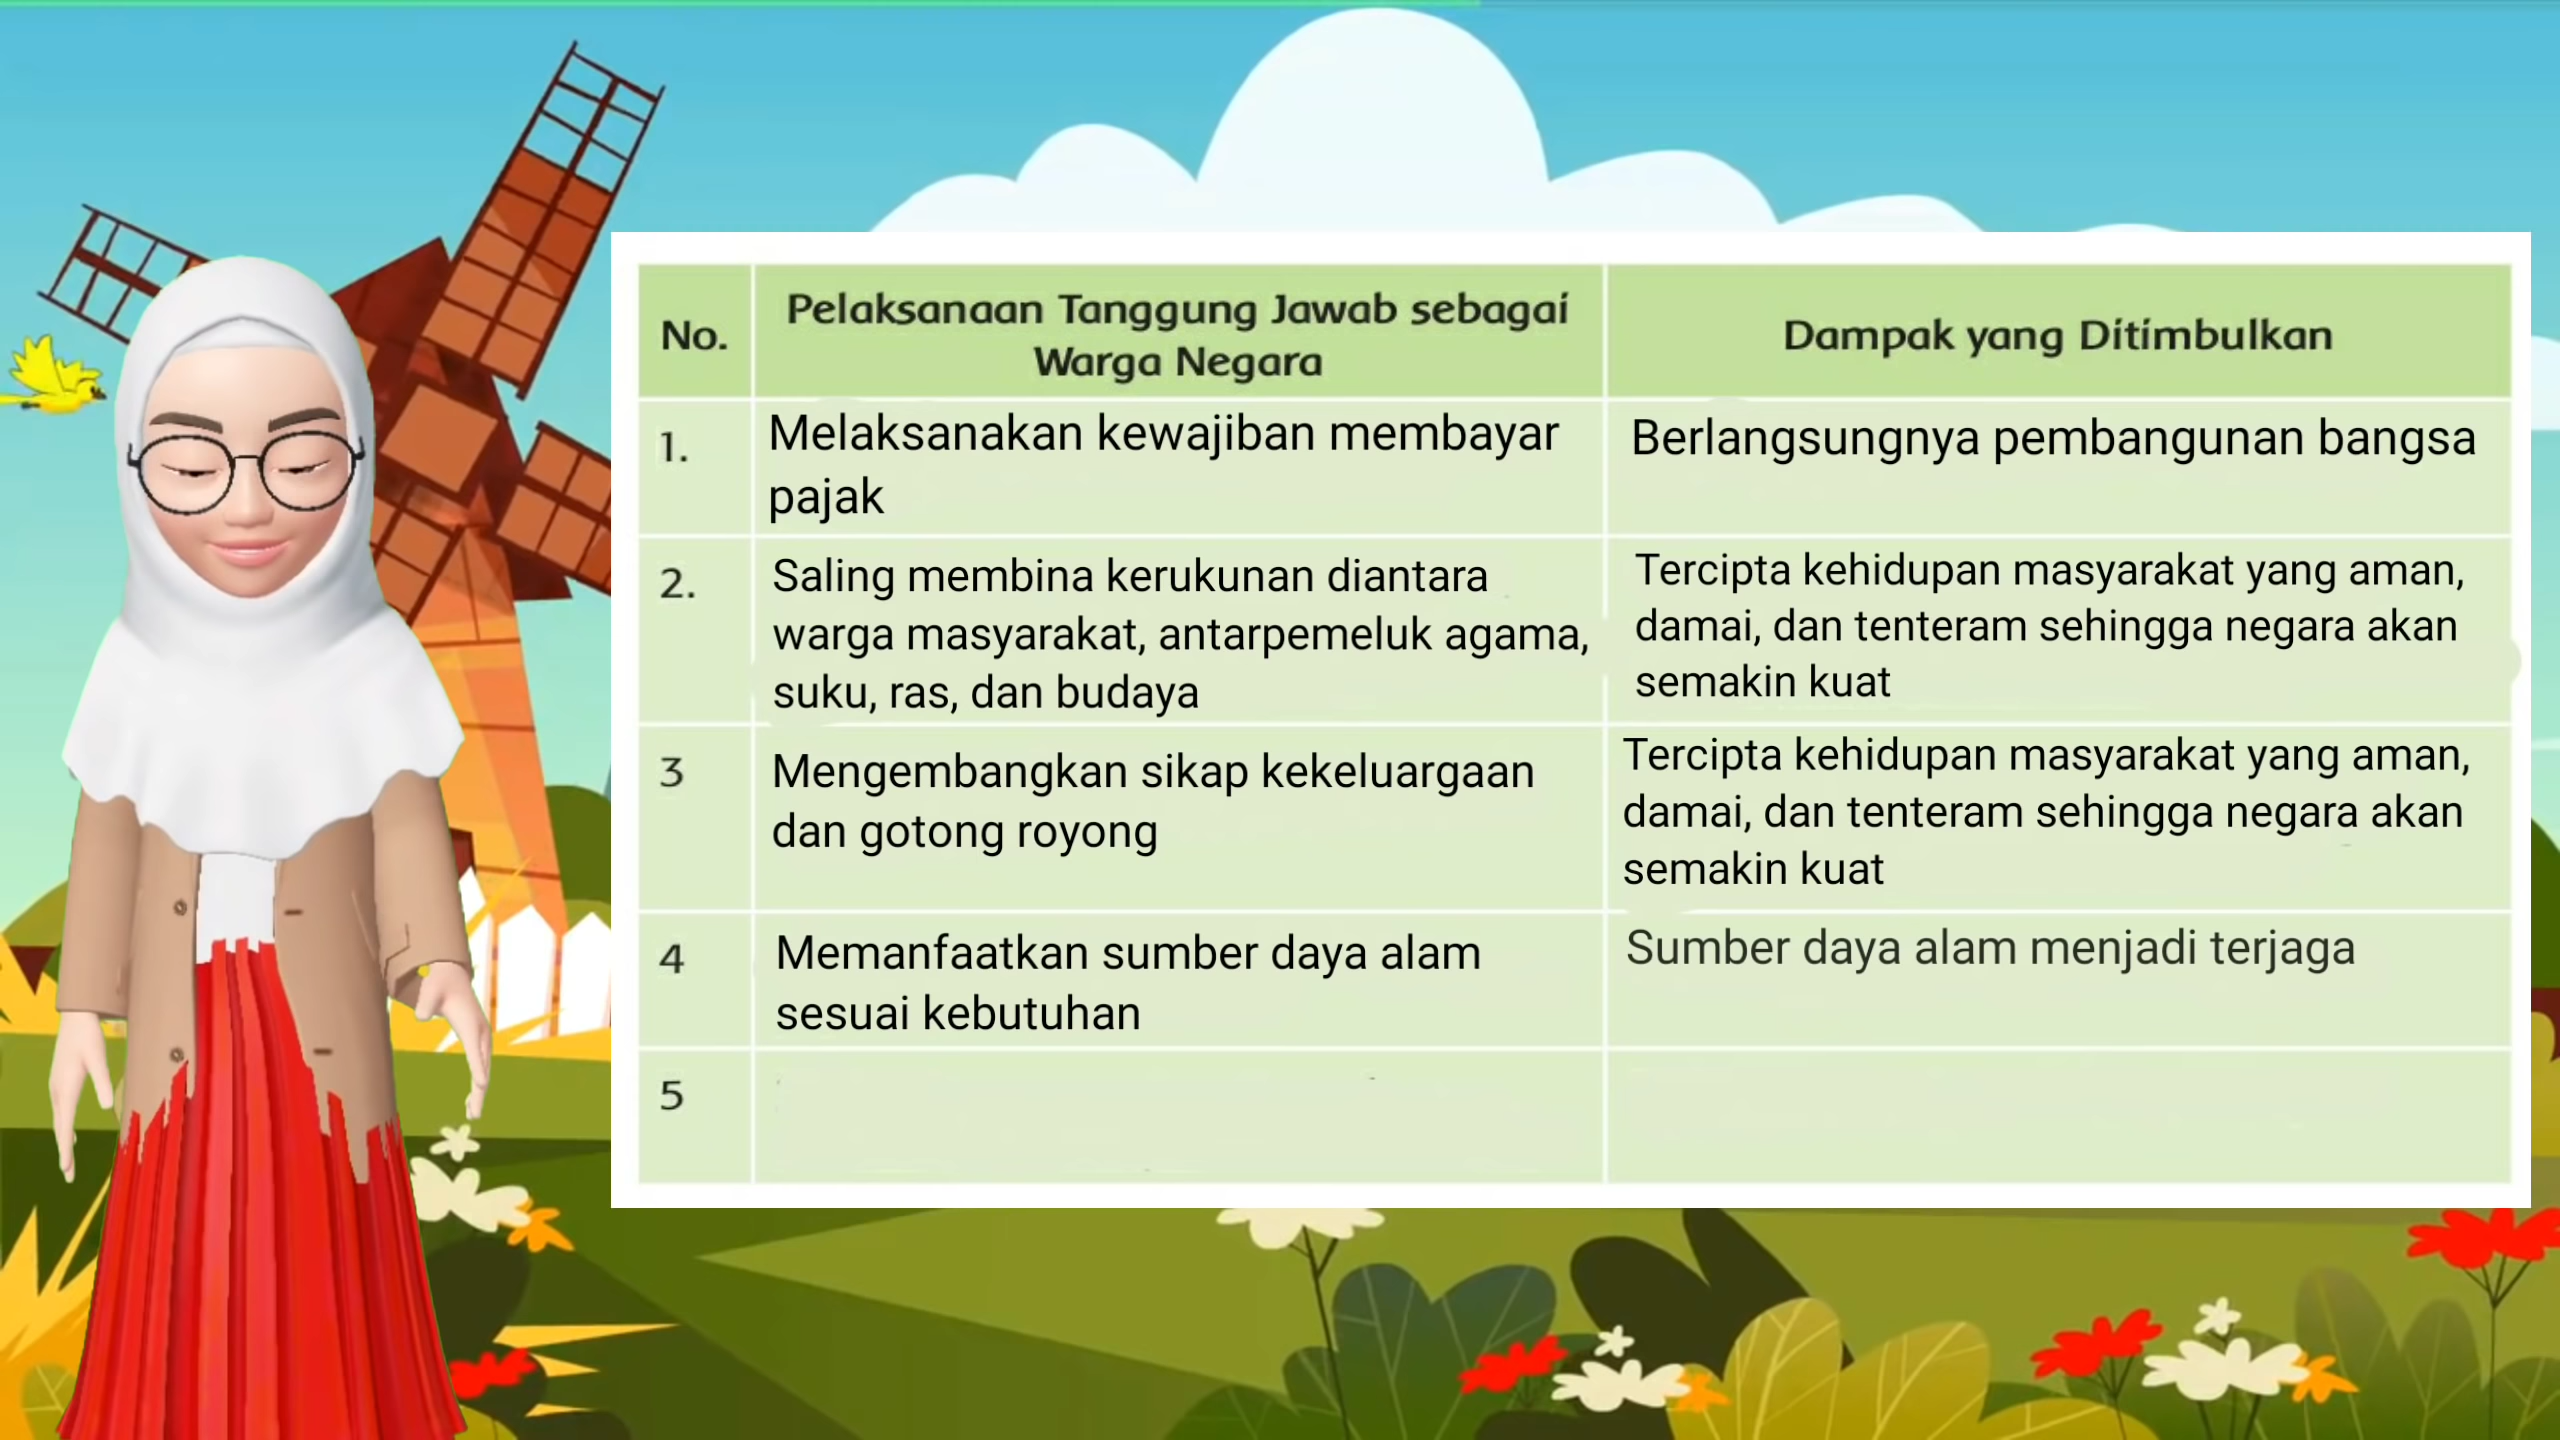 No.
Pelaksanaan Tanggung Jawab sebagai
Warga Negara
Dampak yang Ditimbulkan
1.
Melaksanakan kewajiban membayar
pajak
Berlangsungnya pembangunan bangsa
2.
Saling membina kerukunan diantara
warga masyarakat, antarpemeluk agama,
suku, ras, dan budaya
Tercipta kehidupan masyarakat yang aman,
damai, dan tenteram sehingga negara akan
semakin kuat
3
Mengembangkan sikap kekeluargaan
dan gotong royong
Tercipta kehidupan masyarakat yang aman,
damai, dan tenteram sehingga negara akan
semakin kuat
4
Memanfaatkan sumber daya alam
sesuai kebutuhan
Sumber daya alam menjadi terjaga
5